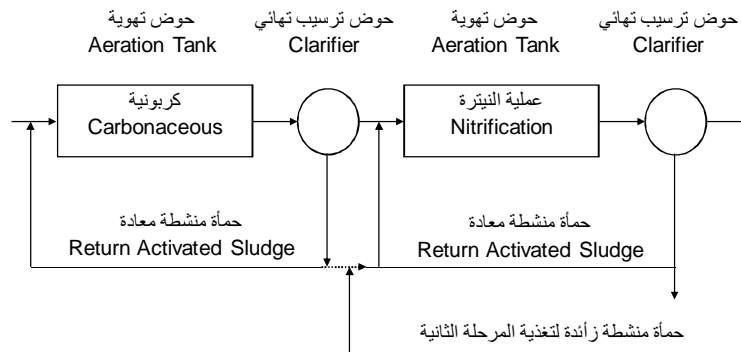 حوض تهوية
Aeration Tank
حوض ترسيب نهائي
Clarifier
حوض تهوية
Aeration Tank
حوض ترسيب نهائي
Clarifier
كربونية
Carbonaceous
عملية النيترة
Nitrification
حمأة منشطة معادة
Return Activated Sludge
حمأة منشطة معادة
Return Activated Sludge
حمأة منشطة زأئدة لتغذية المرحلة الثانية